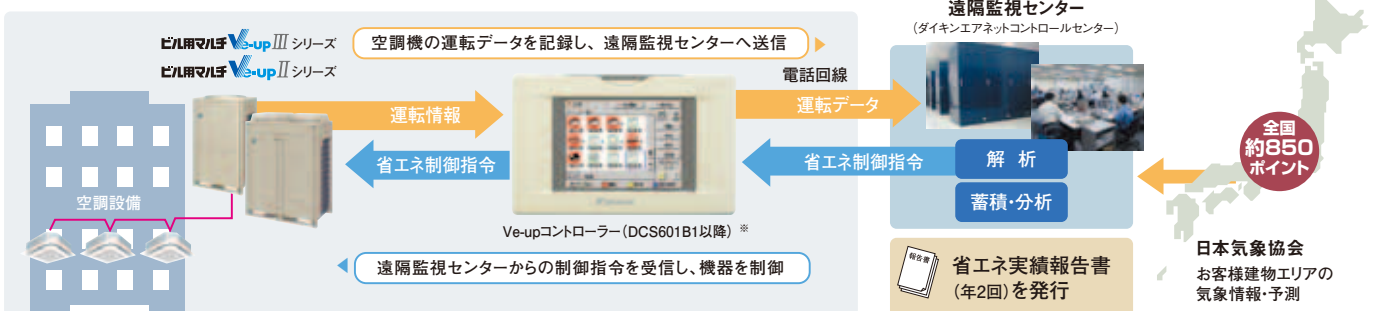 ビル用マルチ Ve-upⅢシリーズ
ビル用マルチ Ve-upⅡシリーズ
空調機の運転データを記録し、遠隔監視センターへ送信
運転情報
省エネ制御指令
空調設備
Ve-upコントローラー(DCS601B1以降) ※
遠隔監視センターからの制御指令を受信し、機器を制御
電話回線
運転データ
省エネ制御指令
遠隔監視センター
(ダイキンエアネットコントロールセンター)
解 析
蓄積・分析
報告書
省エネ実績報告書
(年2回)を発行
全国
約850
ポイント
日本気象協会
お客様建物エリアの
気象情報・予測